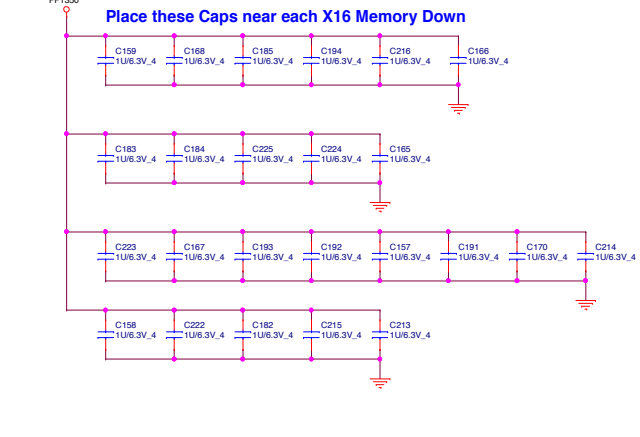 Place these Caps near each X16 Memory Down
C159 C168 C185 C194 C216 C166
1U/6.3V_4 1U/6.3V_4 1U/6.3V_4 1U/6.3V_4 1U/6.3V_4 1U/6.3V_4
C183 C184 C225 C224 C165
1U/6.3V_4 1U/6.3V_4 1U/6.3V_4 1U/6.3V_4 1U/6.3V_4
C223 C167 C193 C192 C157 C191 C170 C214
1U/6.3V_4 1U/6.3V_4 1U/6.3V_4 1U/6.3V_4 1U/6.3V_4 1U/6.3V_4 1U/6.3V_4 1U/6.3V_4
C158 C222 C182 C215 C213
1U/6.3V_4 1U/6.3V_4 1U/6.3V_4 1U/6.3V_4 1U/6.3V_4